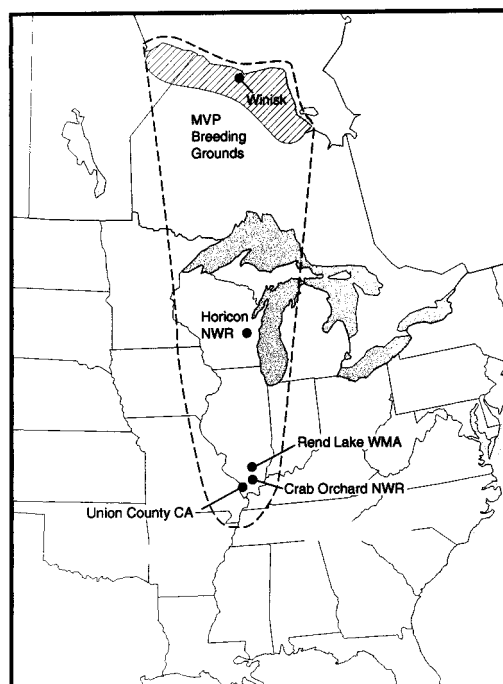 Winisk
MVP
Breeding
Grounds
Horicon
NWR
Rend Lake WMA
Crab Orchard NWR
Union County CA